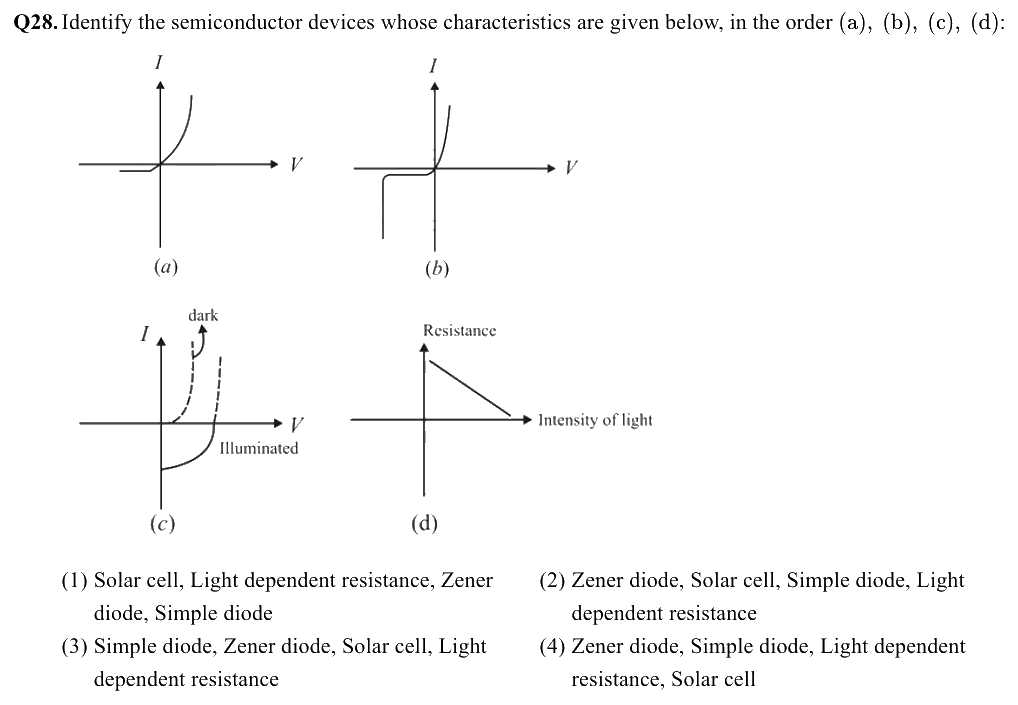 Q28. Identify the semiconductor devices whose characteristics are given below, in the order (a), (b), (c), (d):
I
V
(a)
I
V
(b)
dark
I
V
Illuminated
(c)
Resistance
Intensity of light
(d)
(1) Solar cell, Light dependent resistance, Zener
diode, Simple diode
(2) Zener diode, Solar cell, Simple diode, Light
dependent resistance
(3) Simple diode, Zener diode, Solar cell, Light
dependent resistance
(4) Zener diode, Simple diode, Light dependent
resistance, Solar cell